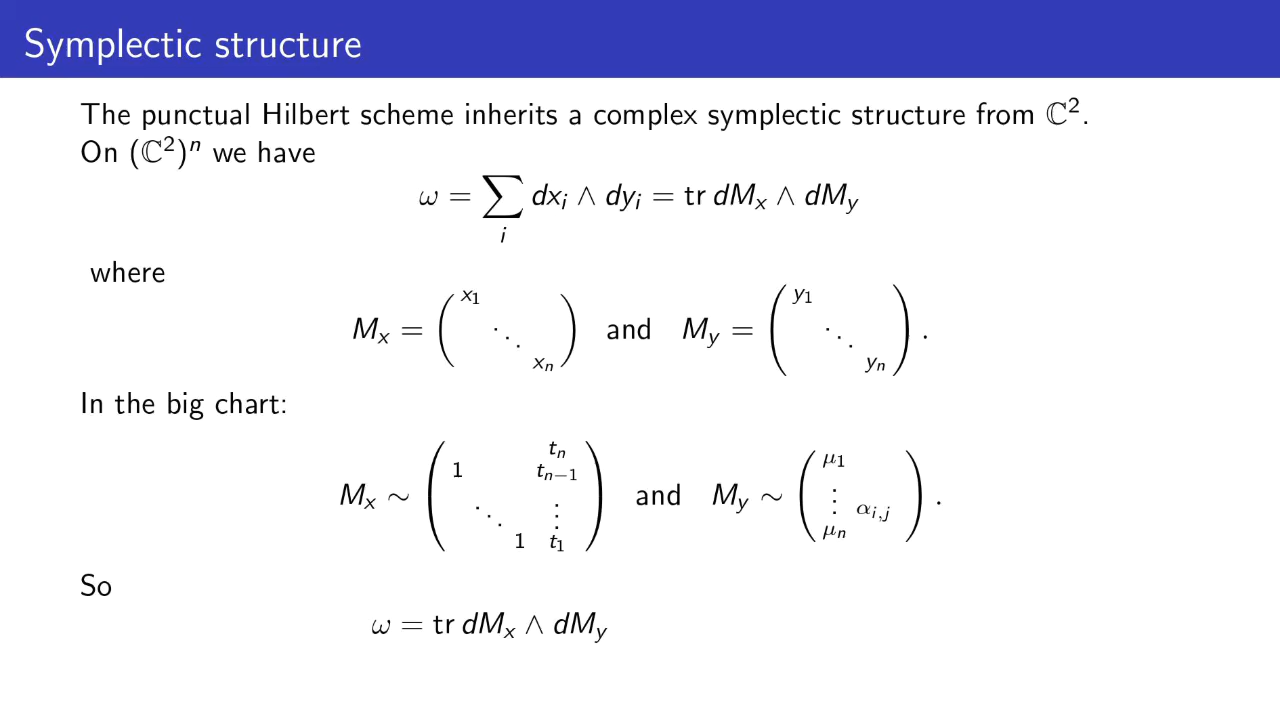 Symplectic structure
The punctual Hilbert scheme inherits a complex symplectic structure from ℂ².
On (ℂ²)ⁿ we have
ω = ∑ᵢ dxᵢ ∧ dyᵢ = tr dMₓ ∧ dM_y
where
Mₓ = ( x₁ ⋱ xₙ ) and M_y = ( y₁ ⋱ yₙ ) .
In the big chart:
Mₓ ∼ ( 1 ⋱ 1 tₙ tₙ₋₁ ⋮ t₁ ) and M_y ∼ ( μ₁ ⋮ μₙ α_{i,j} ) .
So
ω = tr dMₓ ∧ dM_y